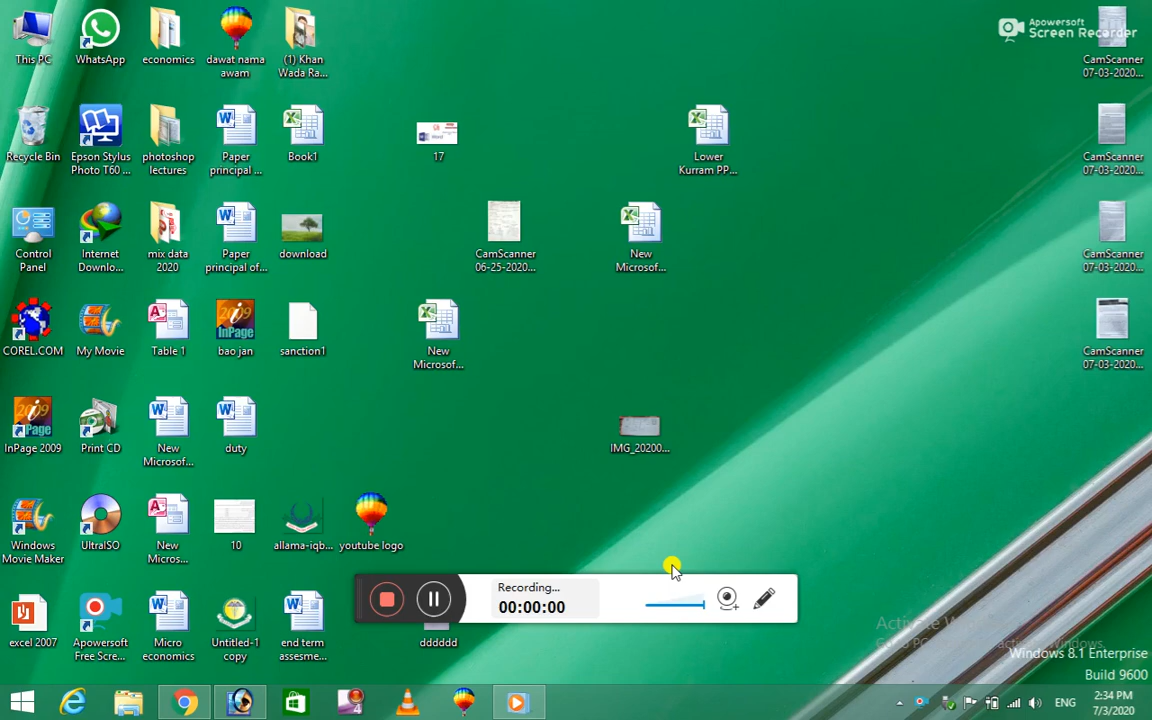 Apowersoft
Screen Recorder
This PC
WhatsApp
economics
dawat nama
awam
(1) Khan
Wada Ra...
CamScanner
07-03-2020...
Recycle Bin
Epson Stylus
Photo T60 ...
photoshop
lectures
Paper
principal ...
Book1
17
Lower
Kurram PP...
CamScanner
07-03-2020...
Control
Panel
Internet
Downlo...
mix data
2020
Paper
principal of...
download
CamScanner
06-25-2020...
New
Microsof...
CamScanner
07-03-2020...
COREL.COM
My Movie
Table 1
2009
InPage
bao jan
sanction1
New
Microsof...
CamScanner
07-03-2020...
2009
InPage
InPage 2009
Print CD
New
Microsof...
duty
IMG_20200...
Windows
Movie Maker
UltraISO
New
Micros...
10
allama-iqb...
youtube logo
Recording...
00:00:00
excel 2007
Apowersoft
Free Scre...
Micro
economics
Untitled-1
copy
end term
assesme...
dddddd
Windows 8.1 Enterprise
Build 9600
ENG
2:34 PM
7/3/2020